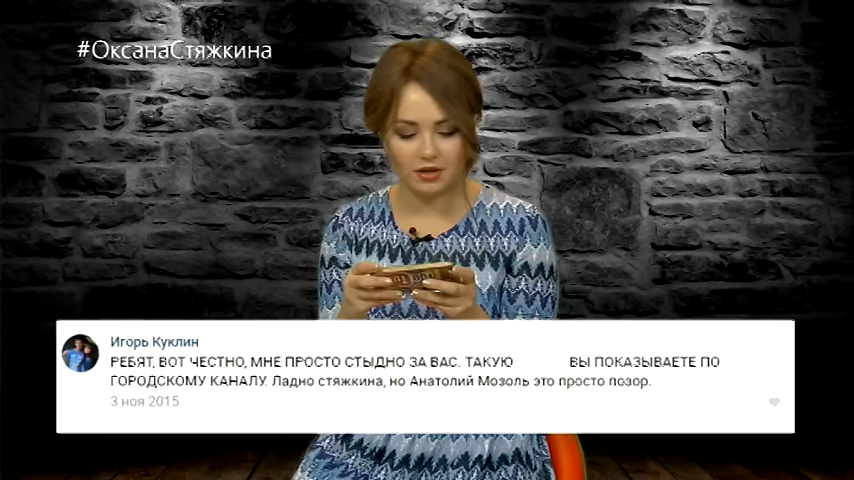 #ОксанаСтяжкина
Игорь Куклин
РЕБЯТ, ВОТ ЧЕСТНО, МНЕ ПРОСТО СТЫДНО ЗА ВАС. ТАКУЮ ВЫ ПОКАЗЫВАЕТЕ ПО
ГОРОДСКОМУ КАНАЛУ. Ладно стяжкина, но Анатолий Мозоль это просто позор.
3 ноя 2015